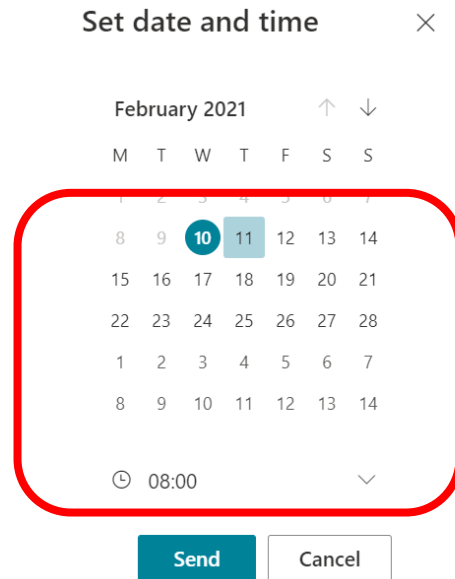 Set date and time
February 2021
M T W T F S S
1 2 3 4 5 6 7
8 9 10 11 12 13 14
15 16 17 18 19 20 21
22 23 24 25 26 27 28
1 2 3 4 5 6 7
8 9 10 11 12 13 14
08:00
Send Cancel